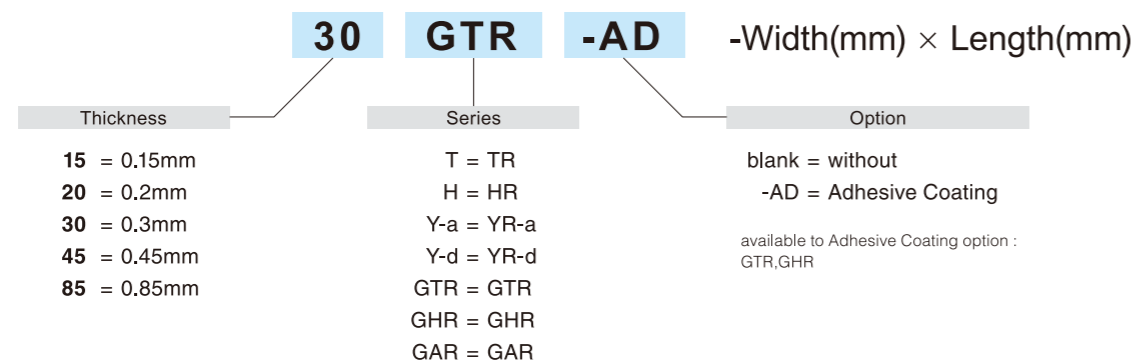 30 GTR -AD -Width(mm) × Length(mm)
Thickness
15 = 0.15mm
20 = 0.2mm
30 = 0.3mm
45 = 0.45mm
85 = 0.85mm
Series
T = TR
H = HR
Y-a = YR-a
Y-d = YR-d
GTR = GTR
GHR = GHR
GAR = GAR
Option
blank = without
-AD = Adhesive Coating
available to Adhesive Coating option :
GTR,GHR